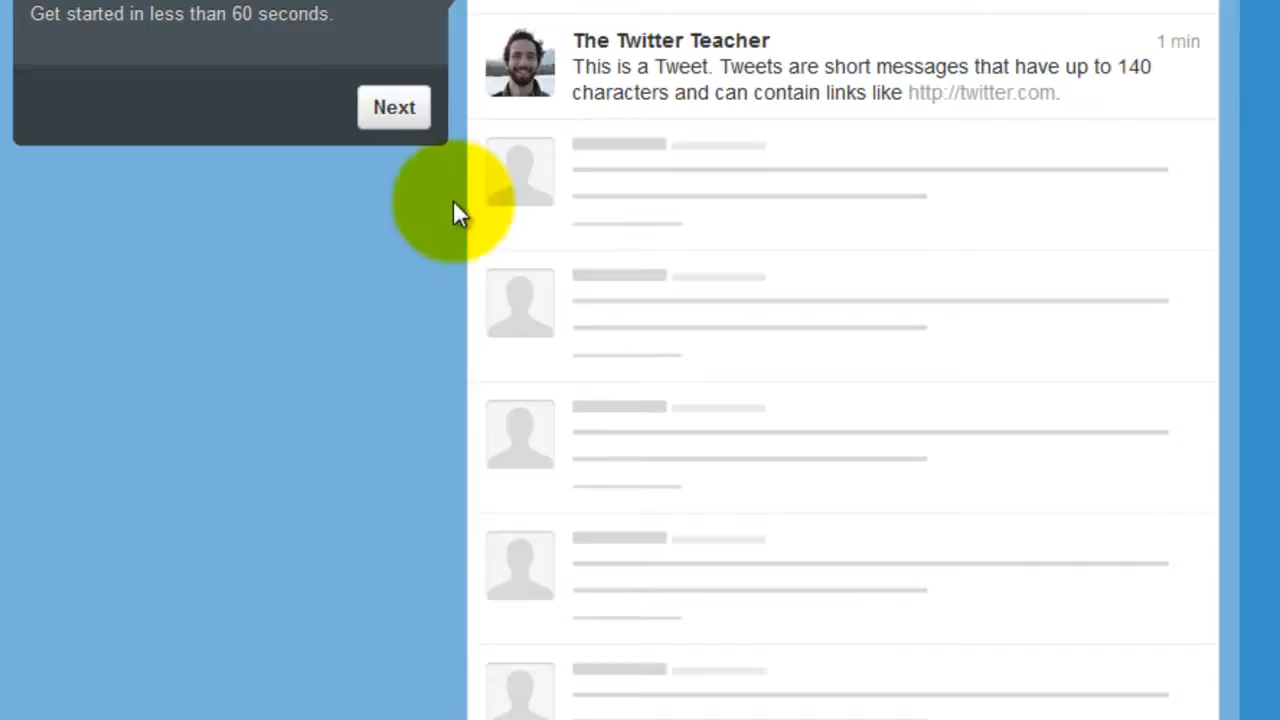 Get started in less than 60 seconds.
Next
The Twitter Teacher
1 min
This is a Tweet. Tweets are short messages that have up to 140
characters and can contain links like http://twitter.com.